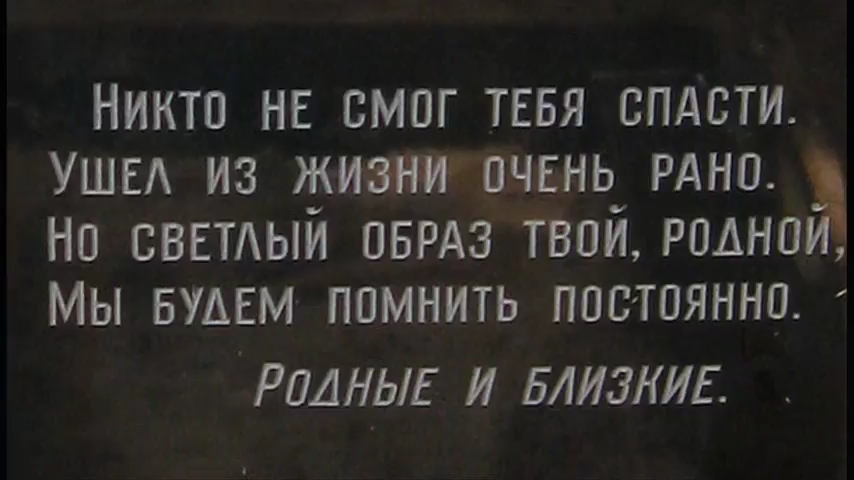 Никто не смог тебя спасти.
Ушел из жизни очень рано.
Но светлый образ твой, родной,
Мы будем помнить постоянно.
Родные и близкие.